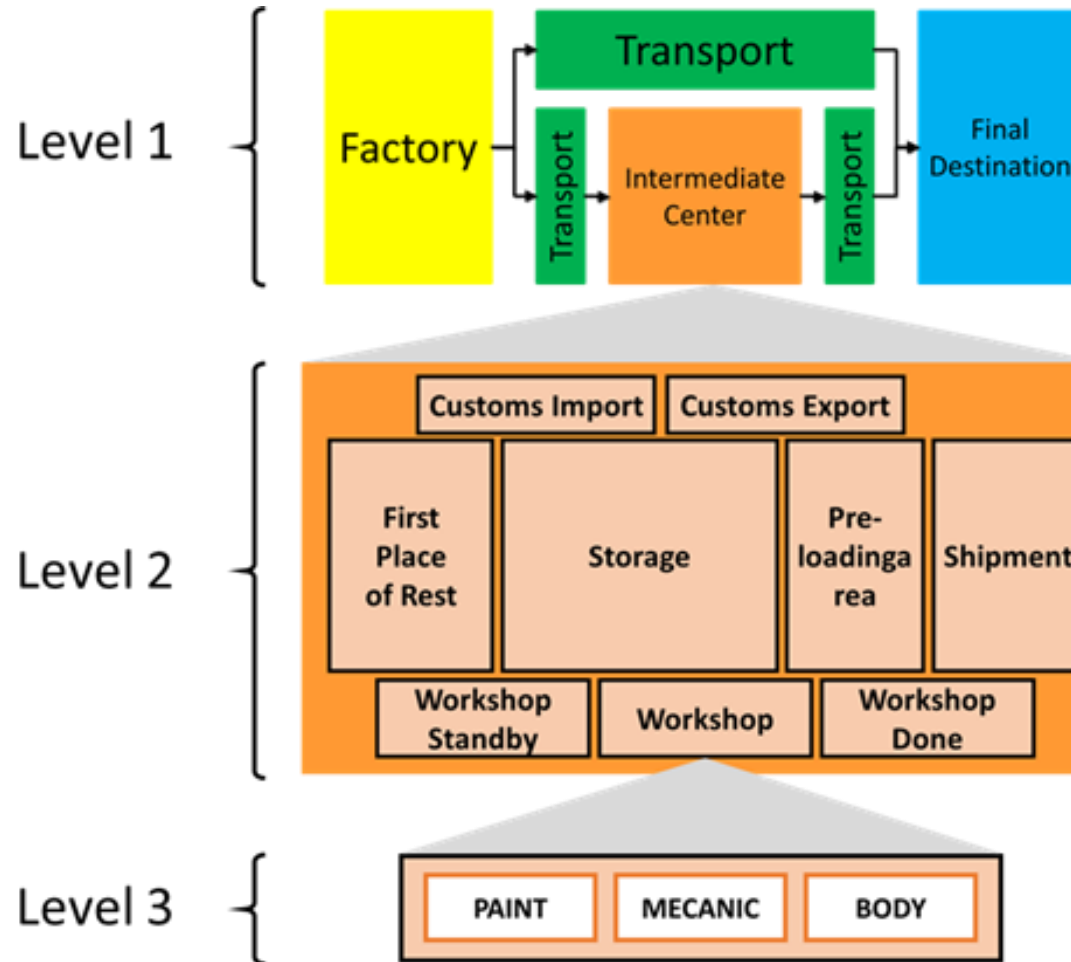 Level 1
Factory
Transport
Transport
Intermediate
Center
Transport
Final
Destination
Level 2
Customs Import
Customs Export
First
Place
of Rest
Storage
Pre-
loadinga
rea
Shipment
Workshop
Standby
Workshop
Workshop
Done
Level 3
PAINT
MECANIC
BODY